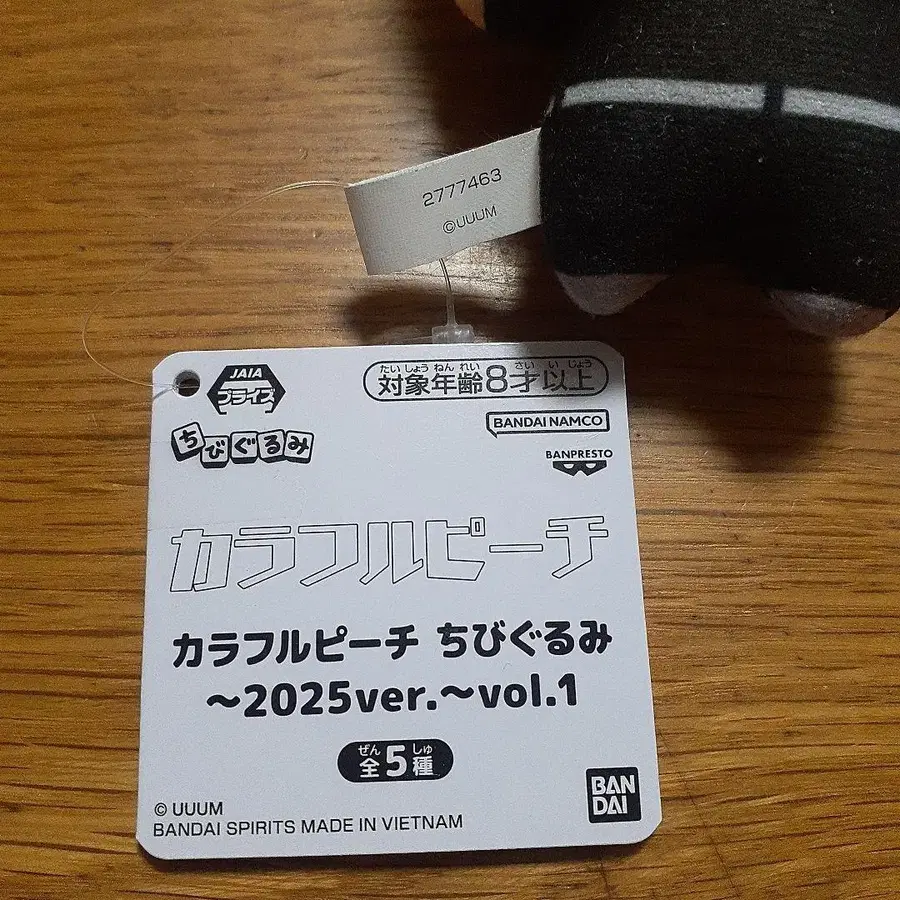 2777463
©UUUM
JAIA
プライズ
たいしょうねんれい さいいじょう
対象年齢8才以上
ちびぐるみ
BANDAI NAMCO
BANPRESTO
カラフルピーチ
カラフルピーチ ちびぐるみ
～2025ver.～vol.1
ぜん しゅ
全5種
© UUUM
BANDAI SPIRITS MADE IN VIETNAM
BAN
DAI